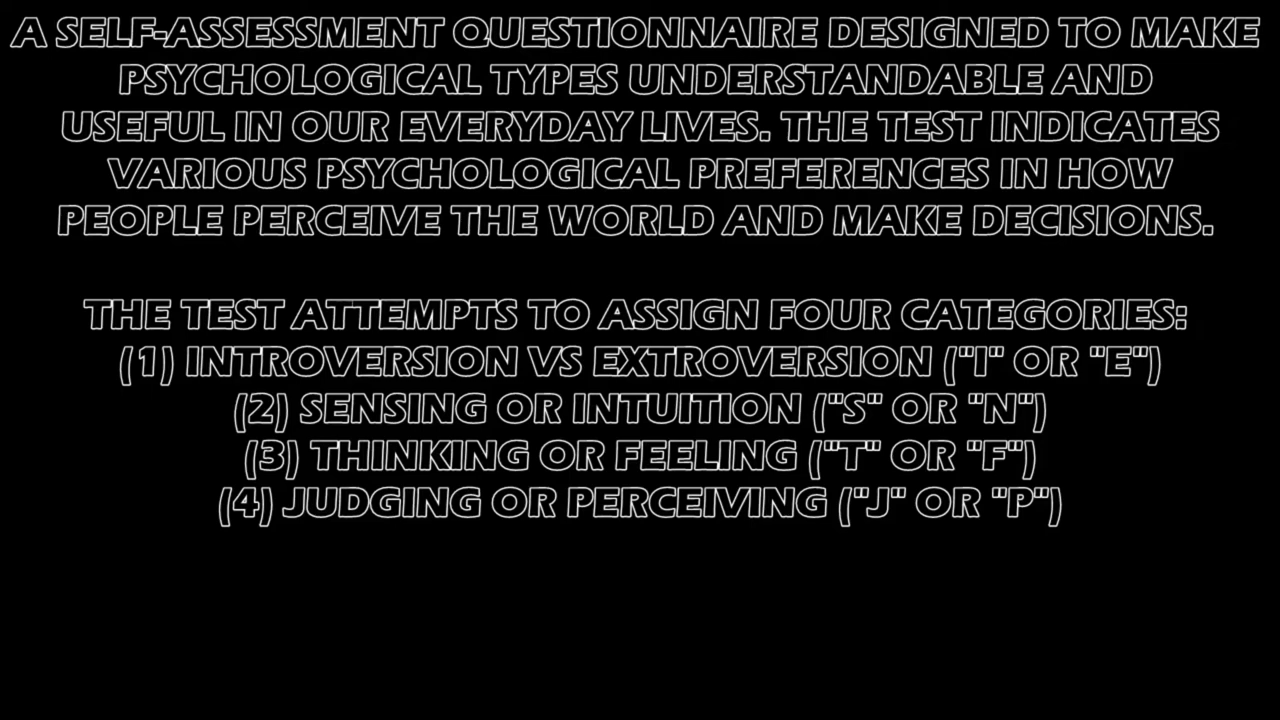 A SELF-ASSESSMENT QUESTIONNAIRE DESIGNED TO MAKE
PSYCHOLOGICAL TYPES UNDERSTANDABLE AND
USEFUL IN OUR EVERYDAY LIVES. THE TEST INDICATES
VARIOUS PSYCHOLOGICAL PREFERENCES IN HOW
PEOPLE PERCEIVE THE WORLD AND MAKE DECISIONS.
THE TEST ATTEMPTS TO ASSIGN FOUR CATEGORIES:
(1) INTROVERSION VS EXTROVERSION ("I" OR "E")
(2) SENSING OR INTUITION ("S" OR "N")
(3) THINKING OR FEELING ("T" OR "F")
(4) JUDGING OR PERCEIVING ("J" OR "P")